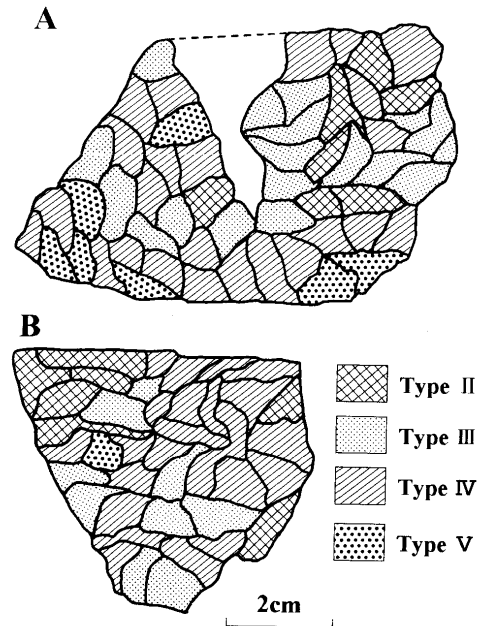 A
B
Type Ⅱ
Type Ⅲ
Type Ⅳ
Type Ⅴ
2cm